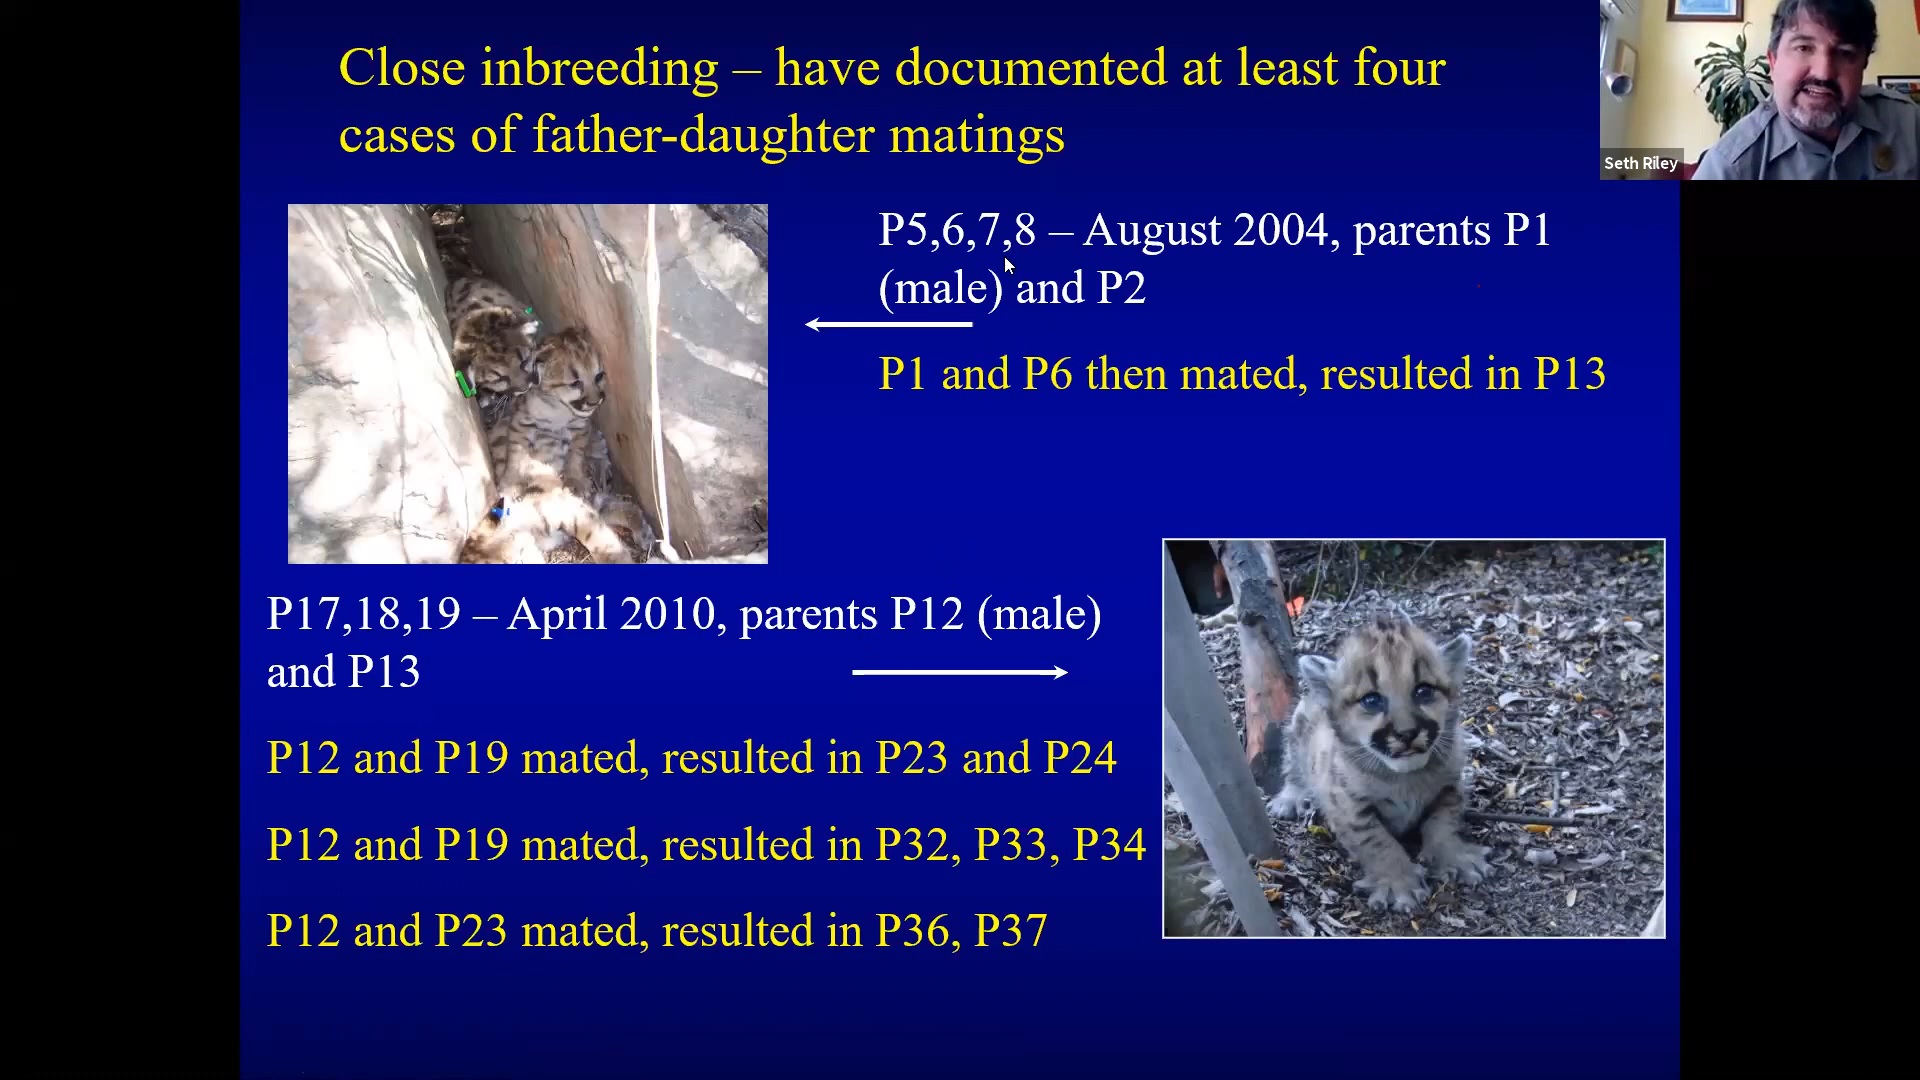 Close inbreeding – have documented at least four
cases of father-daughter matings
Seth Riley
P5,6,7,8 – August 2004, parents P1
(male) and P2
P1 and P6 then mated, resulted in P13
P17,18,19 – April 2010, parents P12 (male)
and P13
P12 and P19 mated, resulted in P23 and P24
P12 and P19 mated, resulted in P32, P33, P34
P12 and P23 mated, resulted in P36, P37